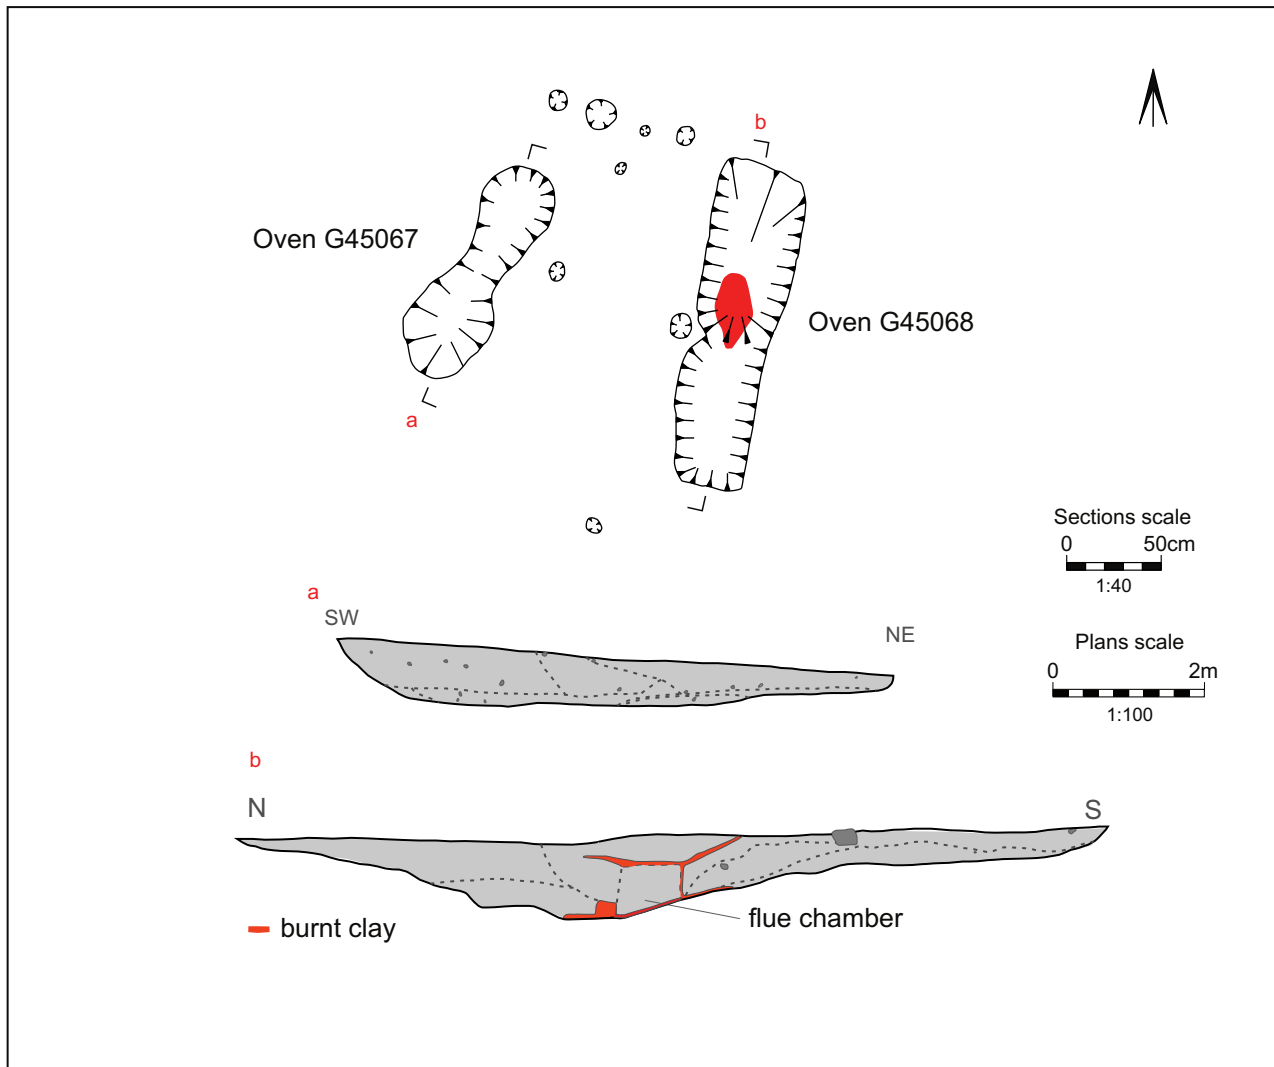 b
Oven G45067
Oven G45068
a
Sections scale
0 50cm
1:40
a
SW
NE
Plans scale
0 2m
1:100
b
N
S
flue chamber
burnt clay